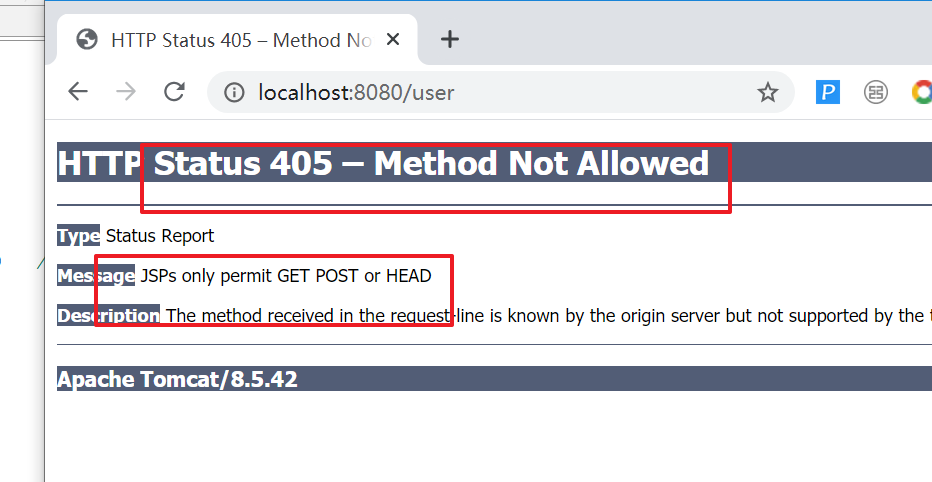 HTTP Status 405 – Method No
localhost:8080/user
P
HTTP Status 405 – Method Not Allowed
Type Status Report
Message JSPs only permit GET POST or HEAD
Description The method received in the request-line is known by the origin server but not supported by the t
Apache Tomcat/8.5.42